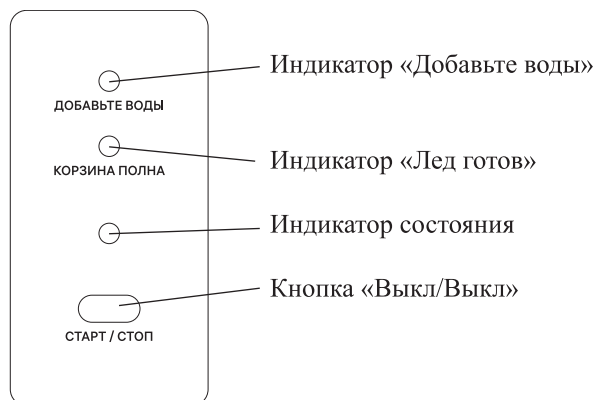 Индикатор «Добавьте воды»
ДОБАВЬТЕ ВОДЫ
Индикатор «Лед готов»
КОРЗИНА ПОЛНА
Индикатор состояния
Кнопка «Выкл/Выкл»
СТАРТ / СТОП